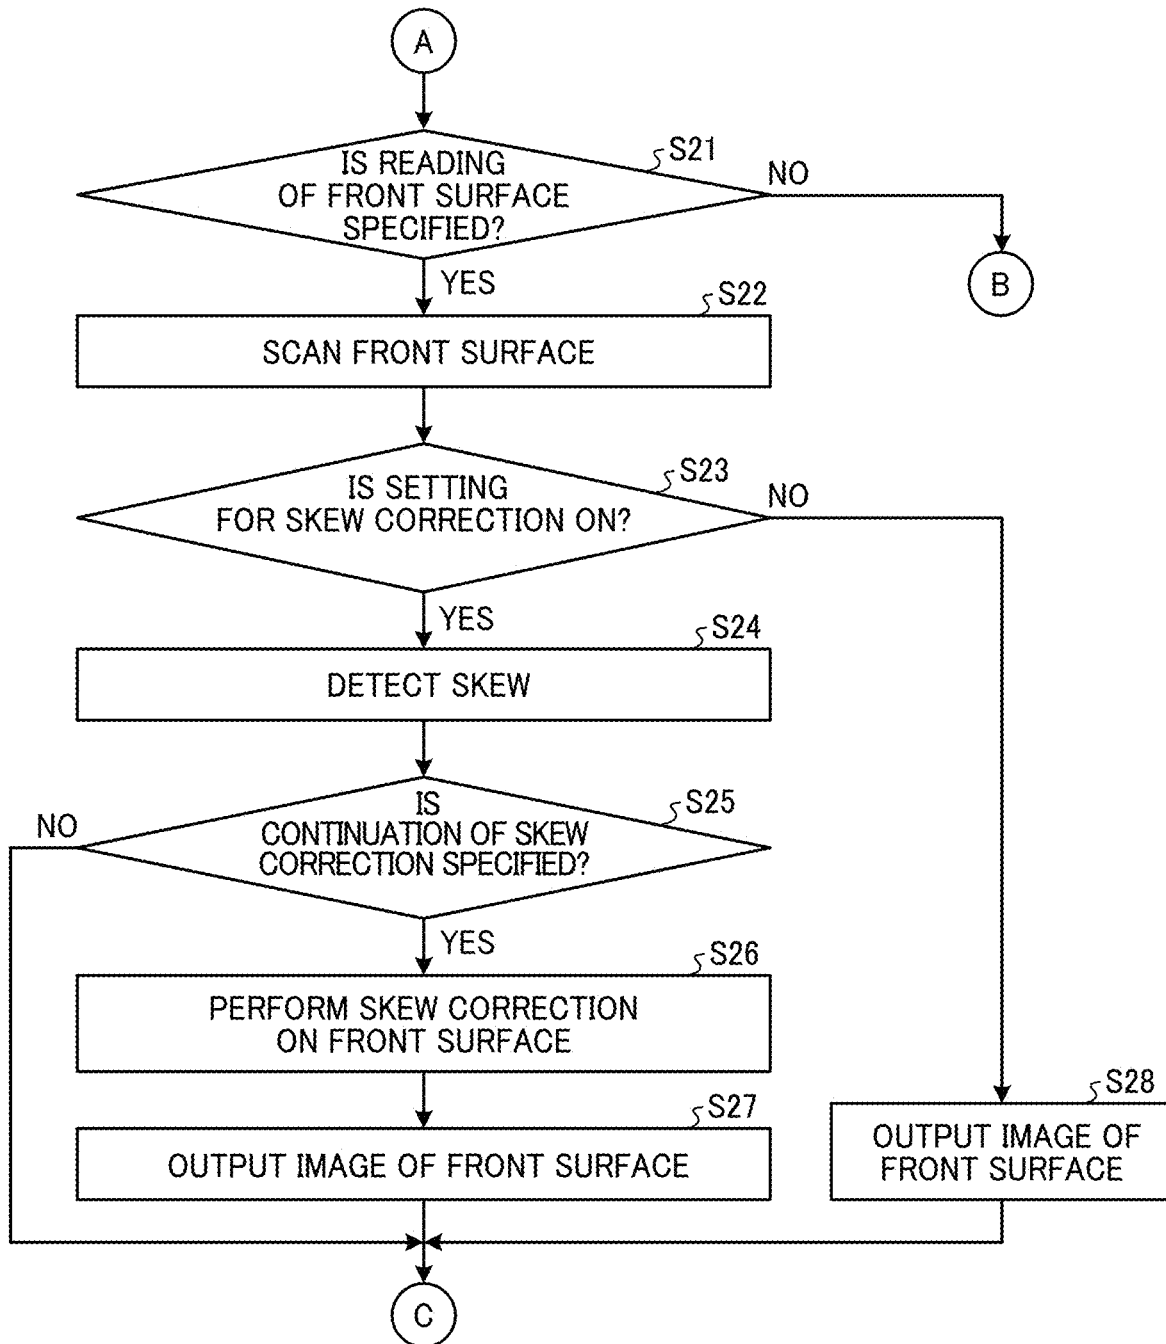 A
S21
IS READING
OF FRONT SURFACE
SPECIFIED?
NO
B
YES
S22
SCAN FRONT SURFACE
S23
IS SETTING
FOR SKEW CORRECTION ON?
NO
YES
S24
DETECT SKEW
S25
IS
CONTINUATION OF SKEW
CORRECTION SPECIFIED?
NO
YES
S26
PERFORM SKEW CORRECTION
ON FRONT SURFACE
S27
OUTPUT IMAGE OF FRONT SURFACE
S28
OUTPUT IMAGE OF
FRONT SURFACE
C